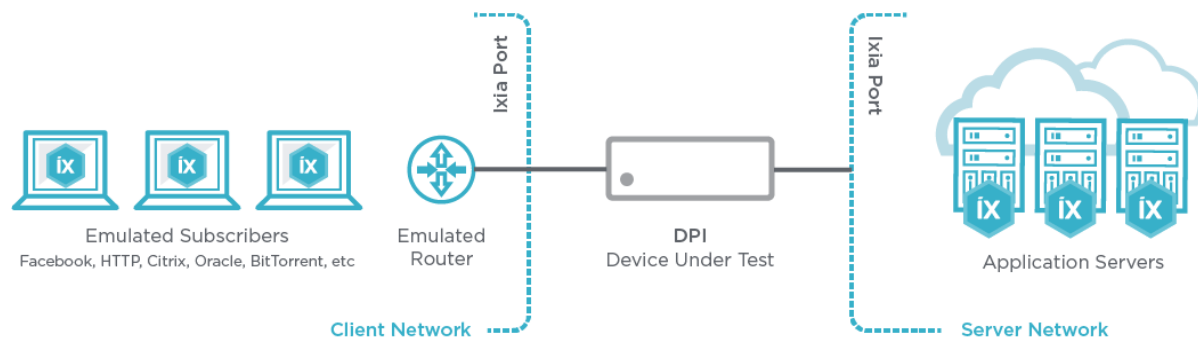 Ixia Port
Ixia Port
ix
ix
ix
ix
ix
ix
Emulated Subscribers
Facebook, HTTP, Citrix, Oracle, BitTorrent, etc
Emulated
Router
DPI
Device Under Test
Application Servers
Client Network
Server Network